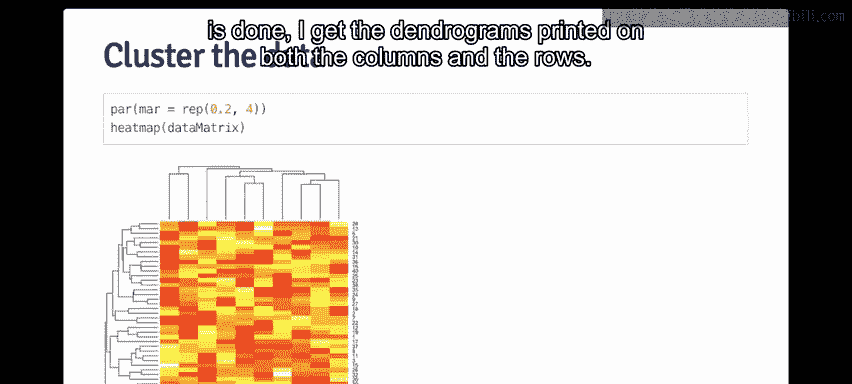 is done, I get the dendrograms printed on
both the columns and the rows.
Cluster the data
par(mar = rep(0.2, 4))
heatmap(dataMatrix)